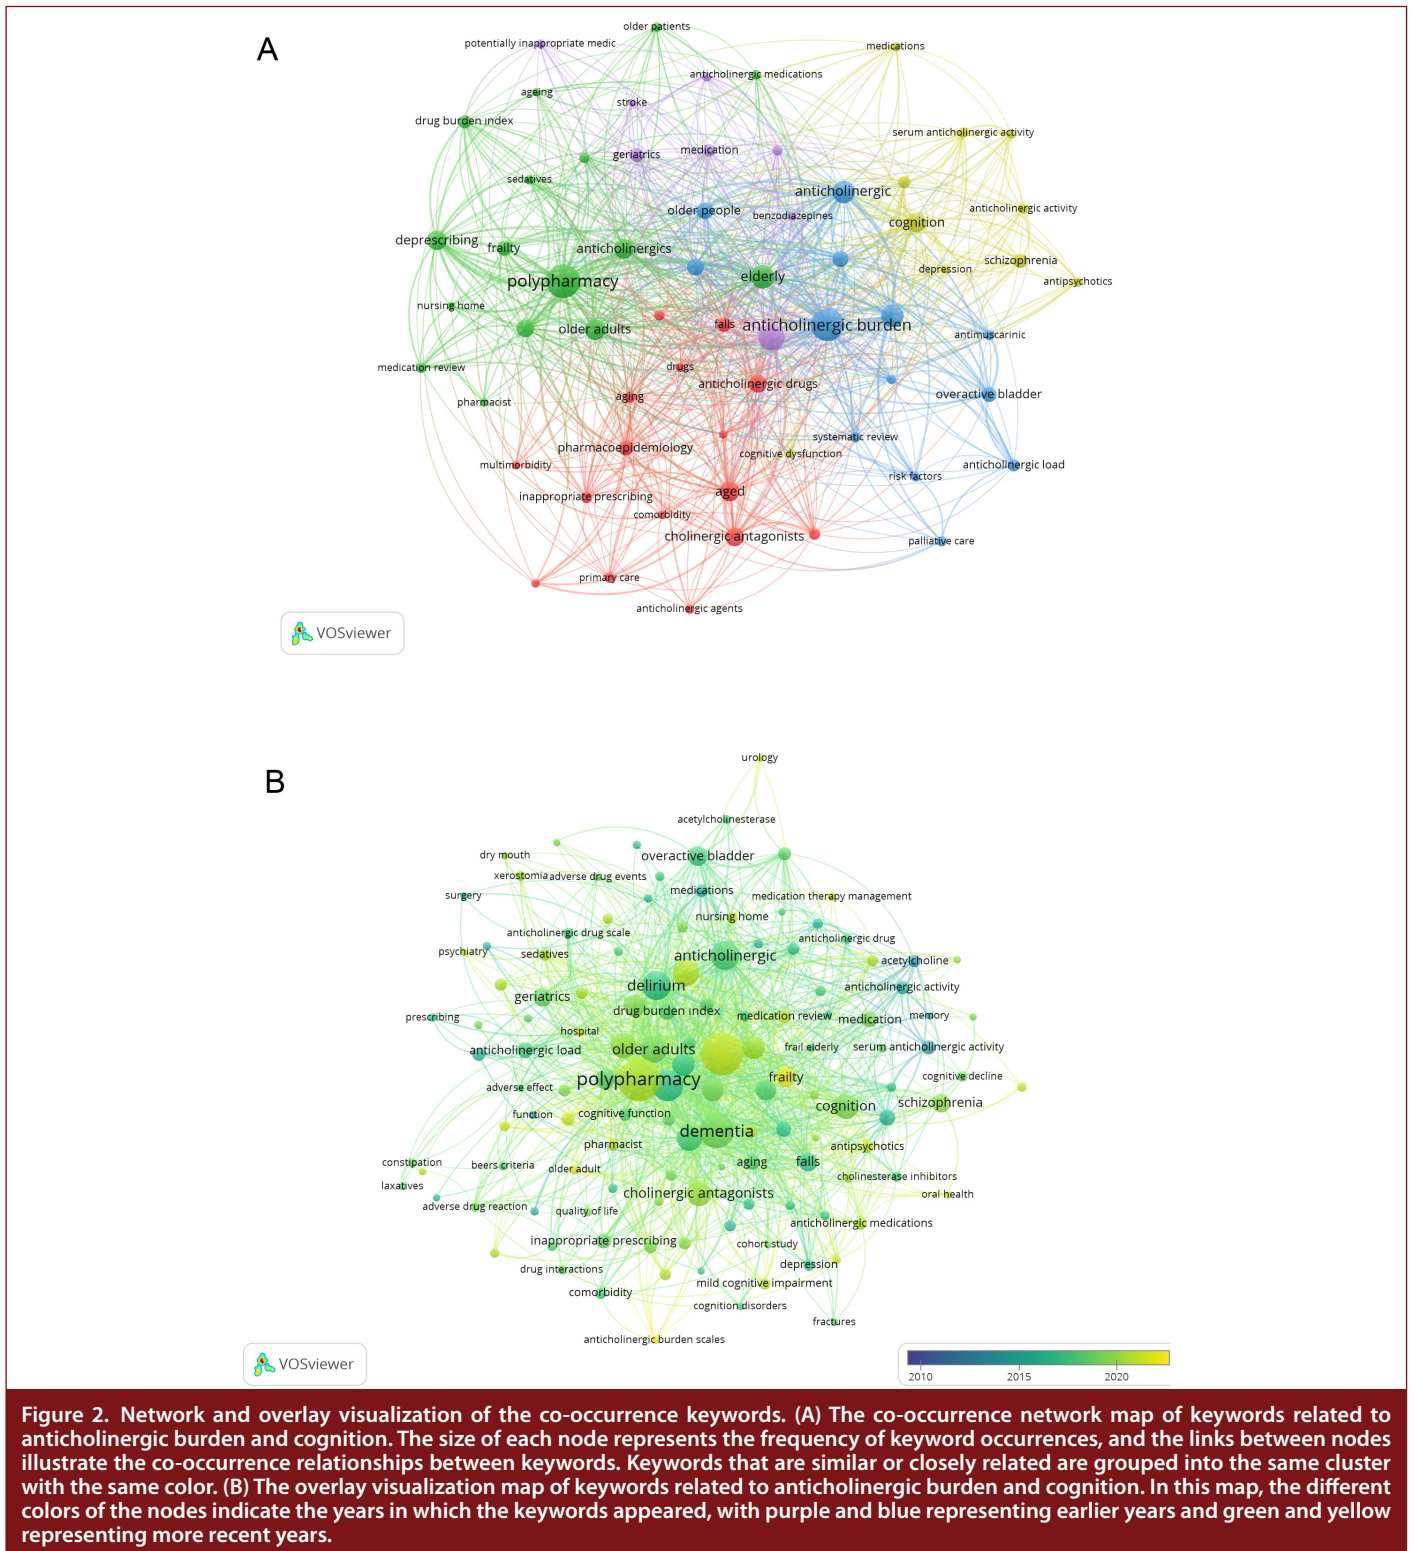 A
older patients
potentially inappropriate medic
medications
anticholinergic medications
ageing
stroke
drug burden index
serum anticholinergic activity
geriatrics
medication
sedatives
anticholinergic
older people
benzodiazepines
anticholinergic activity
cognition
deprescribing
frailty
anticholinergics
schizophrenia
depression
elderly
antipsychotics
polypharmacy
nursing home
older adults
falls
anticholinergic burden
antimuscarinic
medication review
drugs
anticholinergic drugs
aging
overactive bladder
pharmacist
systematic review
pharmacoepidemiology
cognitive dysfunction
multimorbidity
anticholinergic load
risk factors
inappropriate prescribing
aged
comorbidity
cholinergic antagonists
palliative care
primary care
anticholinergic agents
VOSviewer
B
urology
acetylcholinesterase
dry mouth
overactive bladder
xerostomia
adverse drug events
surgery
medications
medication therapy management
nursing home
anticholinergic drug scale
anticholinergic drug
psychiatry
sedatives
anticholinergic
acetylcholine
delirium
anticholinergic activity
geriatrics
drug burden index
prescribing
medication review
medication
memory
hospital
anticholinergic load
older adults
frail elderly
serum anticholinergic activity
polypharmacy
frailty
cognitive decline
adverse effect
function
cognitive function
cognition
schizophrenia
dementia
pharmacist
antipsychotics
constipation
beers criteria
older adult
aging
falls
laxatives
cholinesterase inhibitors
adverse drug reaction
quality of life
cholinergic antagonists
oral health
anticholinergic medications
inappropriate prescribing
cohort study
drug interactions
depression
comorbidity
mild cognitive impairment
cognition disorders
fractures
anticholinergic burden scales
VOSviewer
2010
2015
2020
Figure 2. Network and overlay visualization of the co-occurrence keywords. (A) The co-occurrence network map of keywords related to
anticholinergic burden and cognition. The size of each node represents the frequency of keyword occurrences, and the links between nodes
illustrate the co-occurrence relationships between keywords. Keywords that are similar or closely related are grouped into the same cluster
with the same color. (B) The overlay visualization map of keywords related to anticholinergic burden and cognition. In this map, the different
colors of the nodes indicate the years in which the keywords appeared, with purple and blue representing earlier years and green and yellow
representing more recent years.